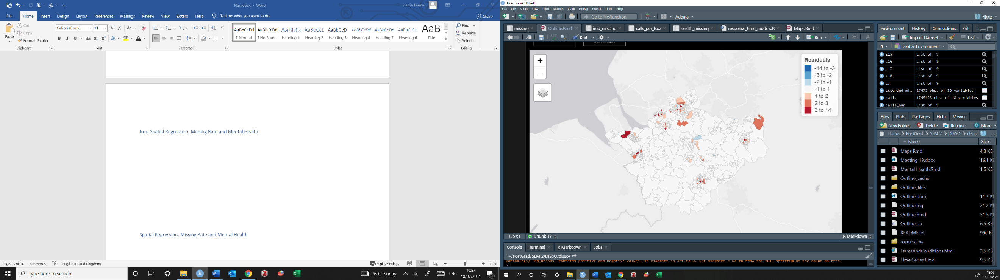 Plan.docx - Word
nadia kennar
File Home Insert Design Layout References Mailings Review View Zotero Help Tell me what you want to do
Share
Paste
Cut
Copy
Format Painter
Clipboard
Calibri (Body) 11
Font
Paragraph
AaBbCcDd AaBbCcDd AaBbCc AaBbCcE AaBbCcD AaBbCcDd AaBbCcDd AaBbCcDd AaB
¶ Normal ¶ No Spac... Heading 1 Heading 2 Heading 3 Heading 4 Heading 5 Heading 6 Title
Styles
Find
Replace
Select
Editing
Non-Spatial Regression; Missing Rate and Mental Health
Spatial Regression: Missing Rate and Mental Health
Page 13 of 14 808 words English (United Kingdom)
Display Settings
110%
Type here to search
26°C Sunny
ENG
19:57
18/07/2021
disso - main - RStudio
File Edit Code View Plots Session Build Debug Profile Tools Help
Go to file/function
Addins
disso
missing Outline.Rmd* imd_missing calls_per_lsoa health_missing response_time_models.R Maps.Rmd
Knit
Run
+
−
Residuals
-14 to -3
-3 to -2
-2 to -1
-1 to 1
1 to 2
2 to 3
3 to 14
1357:1 Chunk 17
R Markdown
Console Terminal R Markdown Jobs
~/PostGrad/SEM 2/DISSO/disso/
Variable(s) "sd_breaks" contains positive and negative values, so midpoint is set to 0. Set midpoint = NA to show the full spectrum of the color palette.
>
Environment History Connections Git T
Import Dataset List
R Global Environment
a15 List of 9
a16 List of 9
a17 List of 9
a18 List of 9
a7 List of 9
attended_mi… 27472 obs. of 30 variables
calls 1749123 obs. of 18 variables
calls_bar List of 9
Files Plots Packages Help Viewer
New Folder Delete Rename More
Home PostGrad SEM 2 DISSO disso ...
Name Size
Maps.Rmd 4.8 KB
Meeting 19.docx 16.1 K
Mental Health.Rmd 1.5 KB
Outline_cache
Outline_files
Outline.docx 11.7 K
Outline.log 21.2 K
Outline.Rmd 51.5 K
Outline.tex 6.5 KB
README.txt 990 B
rosm.cache
TermsAndConditions.html 2.5 KB
Time Series.Rmd 9.5 KB
19:57
18/07/2021